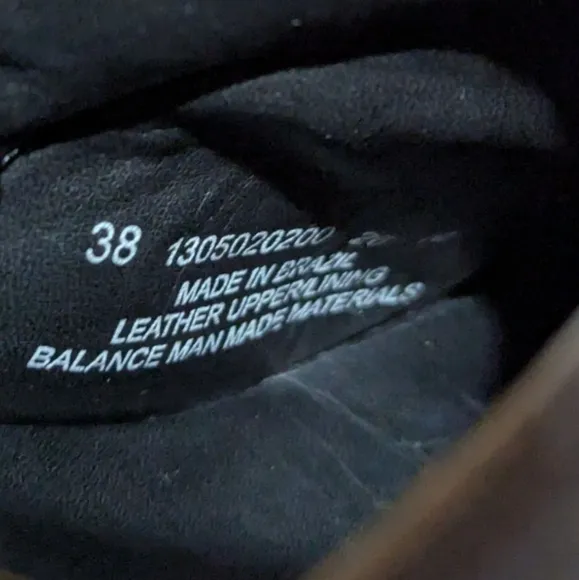 38 1305020200
MADE IN BRAZIL
LEATHER UPPER/LINING
BALANCE MAN MADE MATERIALS